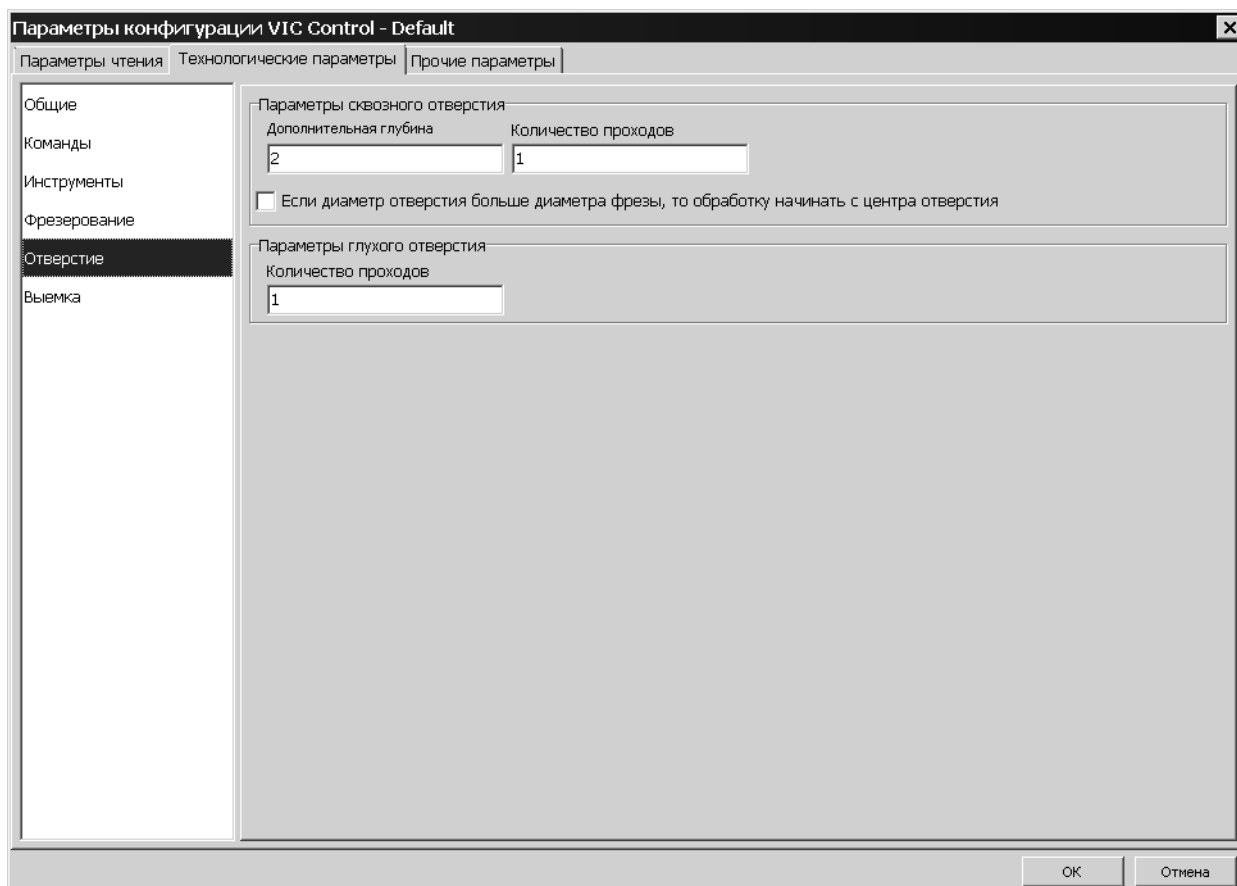 Параметры конфигурации VIC Control - Default
Параметры чтения Технологические параметры Прочие параметры
Общие
Команды
Инструменты
Фрезерование
Отверстие
Выемка
Параметры сквозного отверстия
Дополнительная глубина Количество проходов
2 1
Если диаметр отверстия больше диаметра фрезы, то обработку начинать с центра отверстия
Параметры глухого отверстия
Количество проходов
1
ОК Отмена